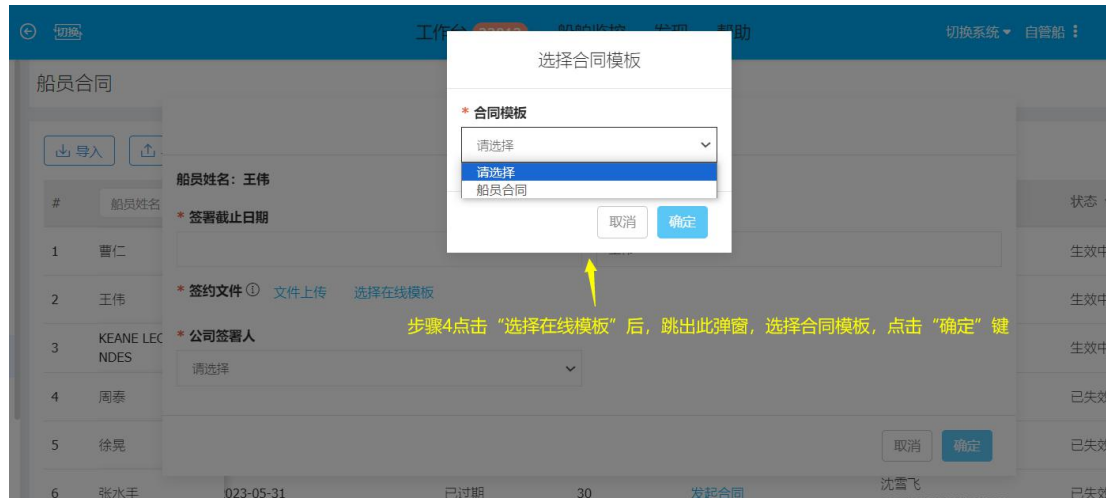 切换
工作台
切换系统 自管船
选择合同模板
船员合同
* 合同模板
请选择
导入
请选择
船员合同
船员姓名：王伟
# 船员姓名 状态
* 签署截止日期
取消 确定
1 曹仁 生效中
* 签约文件 文件上传 选择在线模板
2 王伟 生效中
步骤4点击“选择在线模板”后，跳出此弹窗，选择合同模板，点击“确定”键
* 公司签署人
3 KEANE LEC
NDES 生效中
请选择
4 周泰 已失效
5 徐晃 已失效
取消 确定
6 张水手 023-05-31 已过期 30 发起合同 沈雪飞 已失效